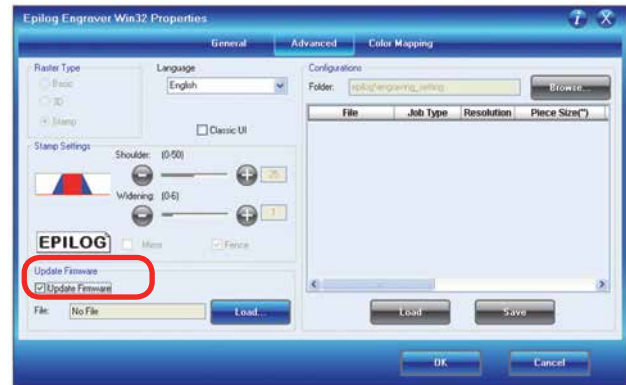 Epilog Engraver Win32 Properties
General Advanced Color Mapping
Raster Type
Basic
3D
Stamp
Language
English
Classic UI
Stamp Settings
Shoulder: (0-50)
25
Widening: (0-6)
1
EPILOG
Mirror
Fence
Update Firmware
Update Firmware
File: No File Load...
Configurations
Folder: epilog\engraving_setting Browse...
File Job Type Resolution Piece Size(")
Load Save
OK Cancel